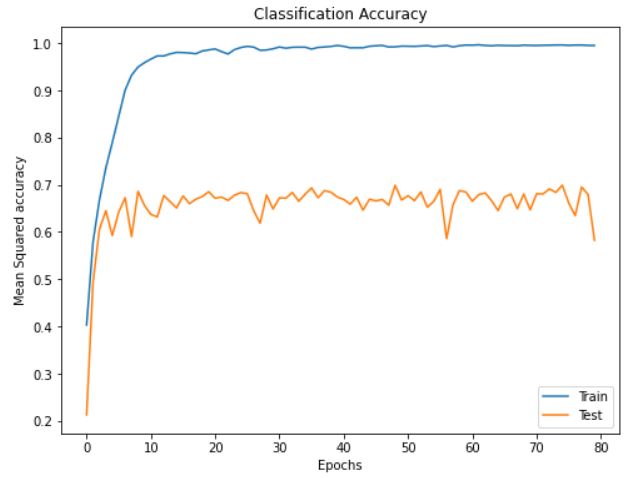 Classification Accuracy
Mean Squared accuracy
1.0
0.9
0.8
0.7
0.6
0.5
0.4
0.3
0.2
Train
Test
0 10 20 30 40 50 60 70 80
Epochs